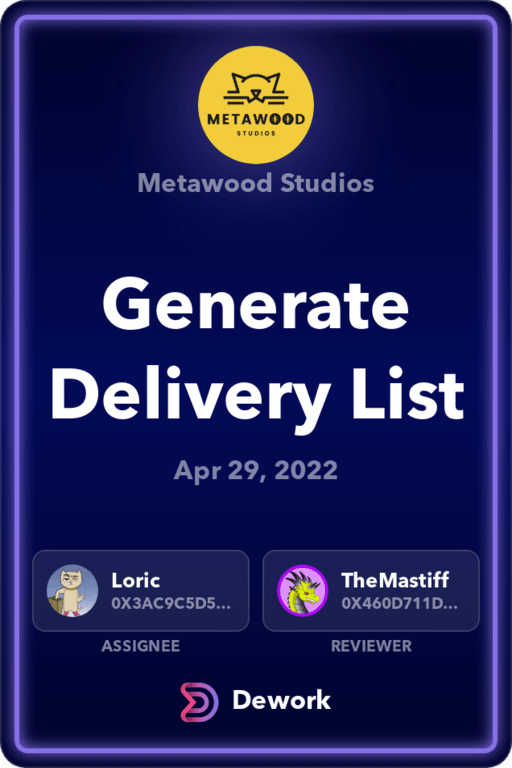 METAWOOD
STUDIOS
Metawood Studios
Generate
Delivery List
Apr 29, 2022
Loric
0X3AC9C5D5...
ASSIGNEE
TheMastiff
0X460D711D...
REVIEWER
Dework